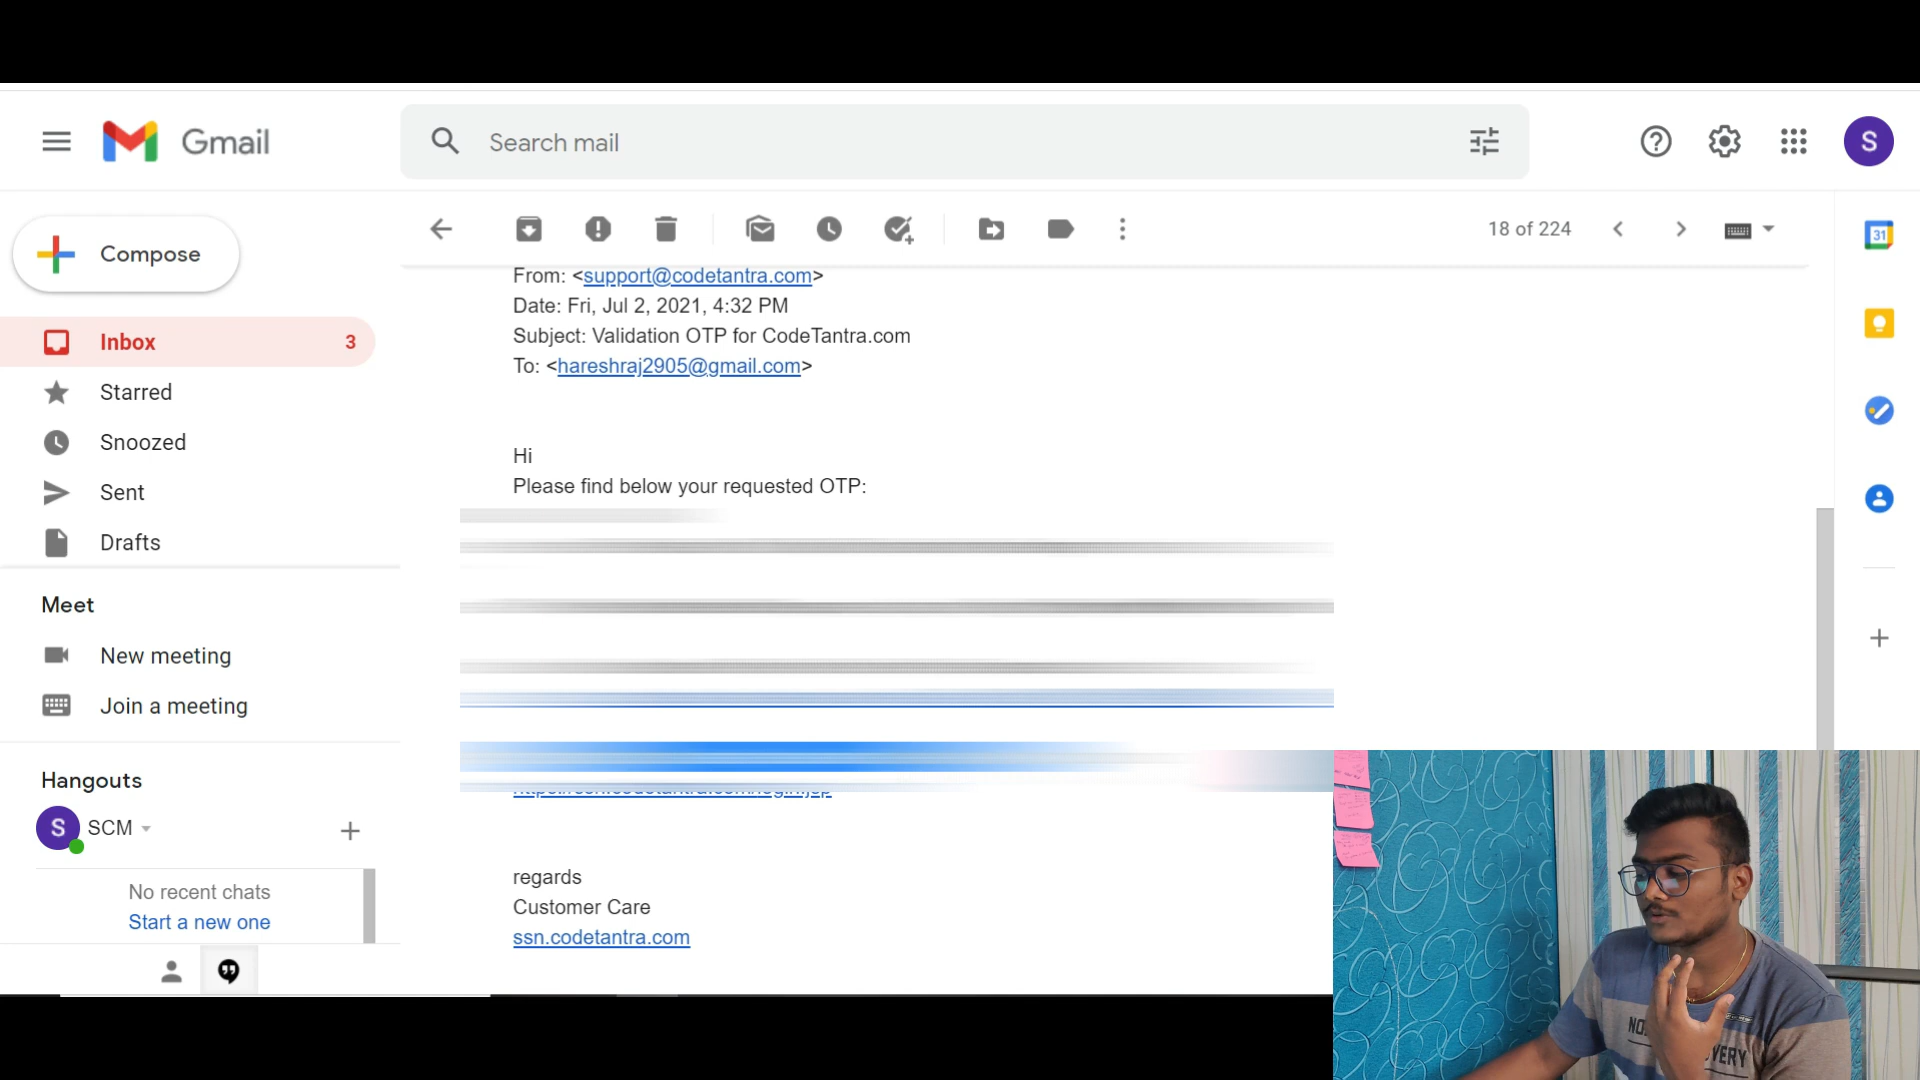 Gmail
Search mail
S
Compose
18 of 224
31
Inbox 3
Starred
Snoozed
Sent
Drafts
Meet
New meeting
Join a meeting
Hangouts
S SCM
No recent chats
Start a new one
From: <support@codetantra.com>
Date: Fri, Jul 2, 2021, 4:32 PM
Subject: Validation OTP for CodeTantra.com
To: <hareshraj2905@gmail.com>
Hi
Please find below your requested OTP:
regards
Customer Care
ssn.codetantra.com